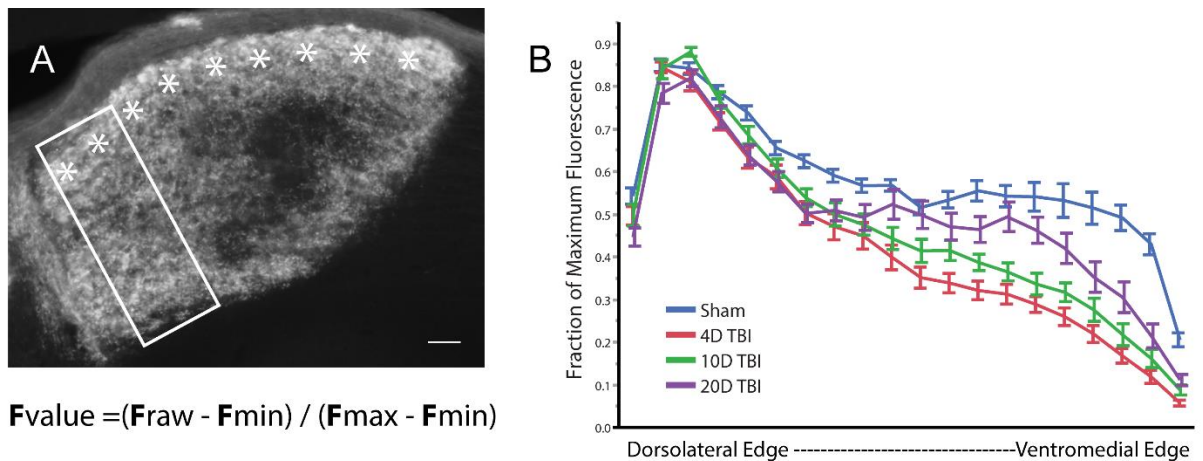 A
* * * * * * * * *
Fvalue =(Fraw - Fmin) / (Fmax - Fmin)
B
Fraction of Maximum Fluorescence
0.9
0.8
0.7
0.6
0.5
0.4
0.3
0.2
0.1
0.0
Sham
4D TBI
10D TBI
20D TBI
Dorsolateral Edge --------------------------------Ventromedial Edge